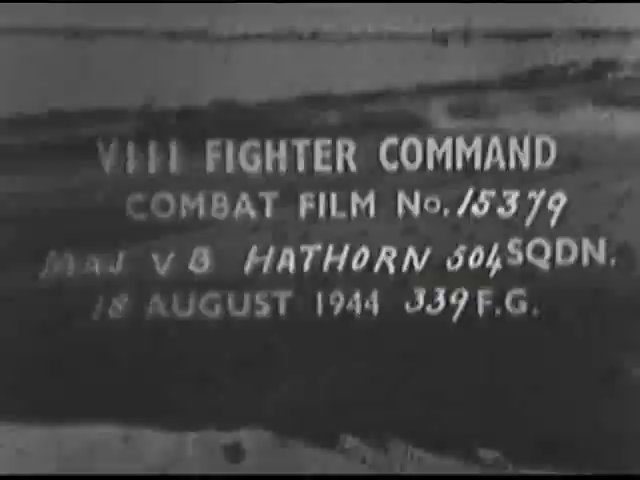 VIII FIGHTER COMMAND
COMBAT FILM No. 15379
MAJ V B HATHORN 504 SQDN.
18 AUGUST 1944 339 F.G.